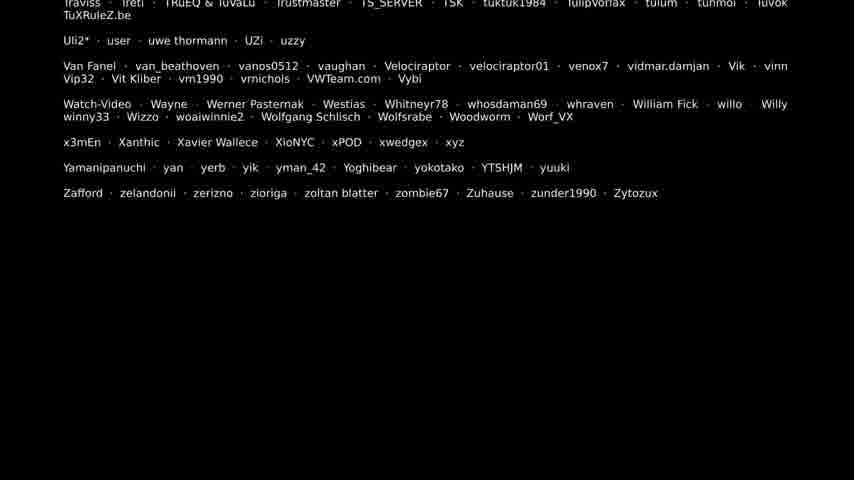 Traviss · Treti · TRuEQ & TuVaLu · Trustmaster · TS_SERVER · TSK · tuktuk1984 · TulipVorlax · tulum · tuhmoi · Tuvok
TuXRuleZ.be
Uli2* · user · uwe thormann · UZi · uzzy
Van Fanel · van_beathoven · vanos0512 · vaughan · Velociraptor · velociraptor01 · venox7 · vidmar.damjan · Vik · vinn
Vip32 · Vit Kliber · vm1990 · vrnichols · VWTeam.com · Vybi
Watch-Video · Wayne · Werner Pasternak · Westias · Whitneyr78 · whosdaman69 · whraven · William Fick · willo · Willy
winny33 · Wizzo · woaiwinnie2 · Wolfgang Schlisch · Wolfsrabe · Woodworm · Worf_VX
x3mEn · Xanthic · Xavier Wallece · XioNYC · xPOD · xwedgex · xyz
Yamanipanuchi · yan · yerb · yik · yman_42 · Yoghibear · yokotako · YTSHJM · yuuki
Zafford · zelandonii · zerizno · zioriga · zoltan blatter · zombie67 · Zuhause · zunder1990 · Zytozux